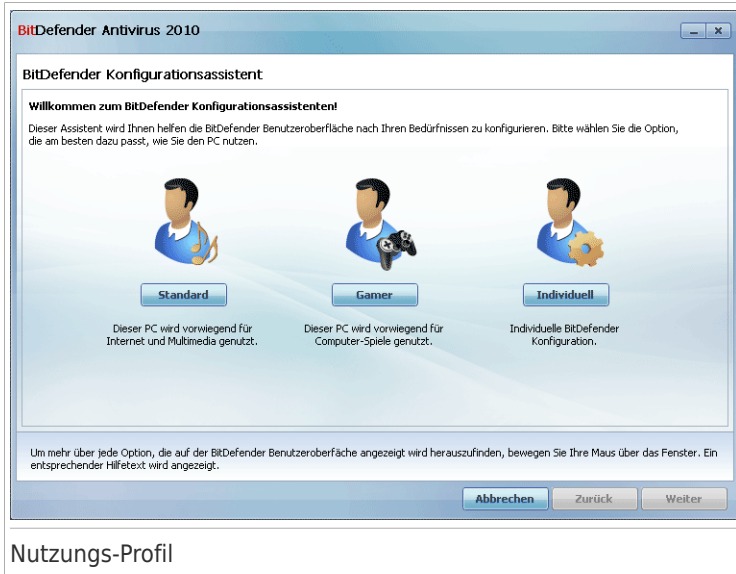 BitDefender Antivirus 2010
BitDefender Konfigurationsassistent
Willkommen zum BitDefender Konfigurationsassistenten!
Dieser Assistent wird Ihnen helfen die BitDefender Benutzeroberfläche nach Ihren Bedürfnissen zu konfigurieren. Bitte wählen Sie die Option,
die am besten dazu passt, wie Sie den PC nutzen.
Standard
Dieser PC wird vorwiegend für
Internet und Multimedia genutzt.
Gamer
Dieser PC wird vorwiegend für
Computer-Spiele genutzt.
Individuell
Individuelle BitDefender
Konfiguration.
Um mehr über jede Option, die auf der BitDefender Benutzeroberfäche angezeigt wird herauszufinden, bewegen Sie Ihre Maus über das Fenster. Ein
entsprechender Hilfetext wird angezeigt.
Abbrechen
Zurück
Weiter
Nutzungs-Profil